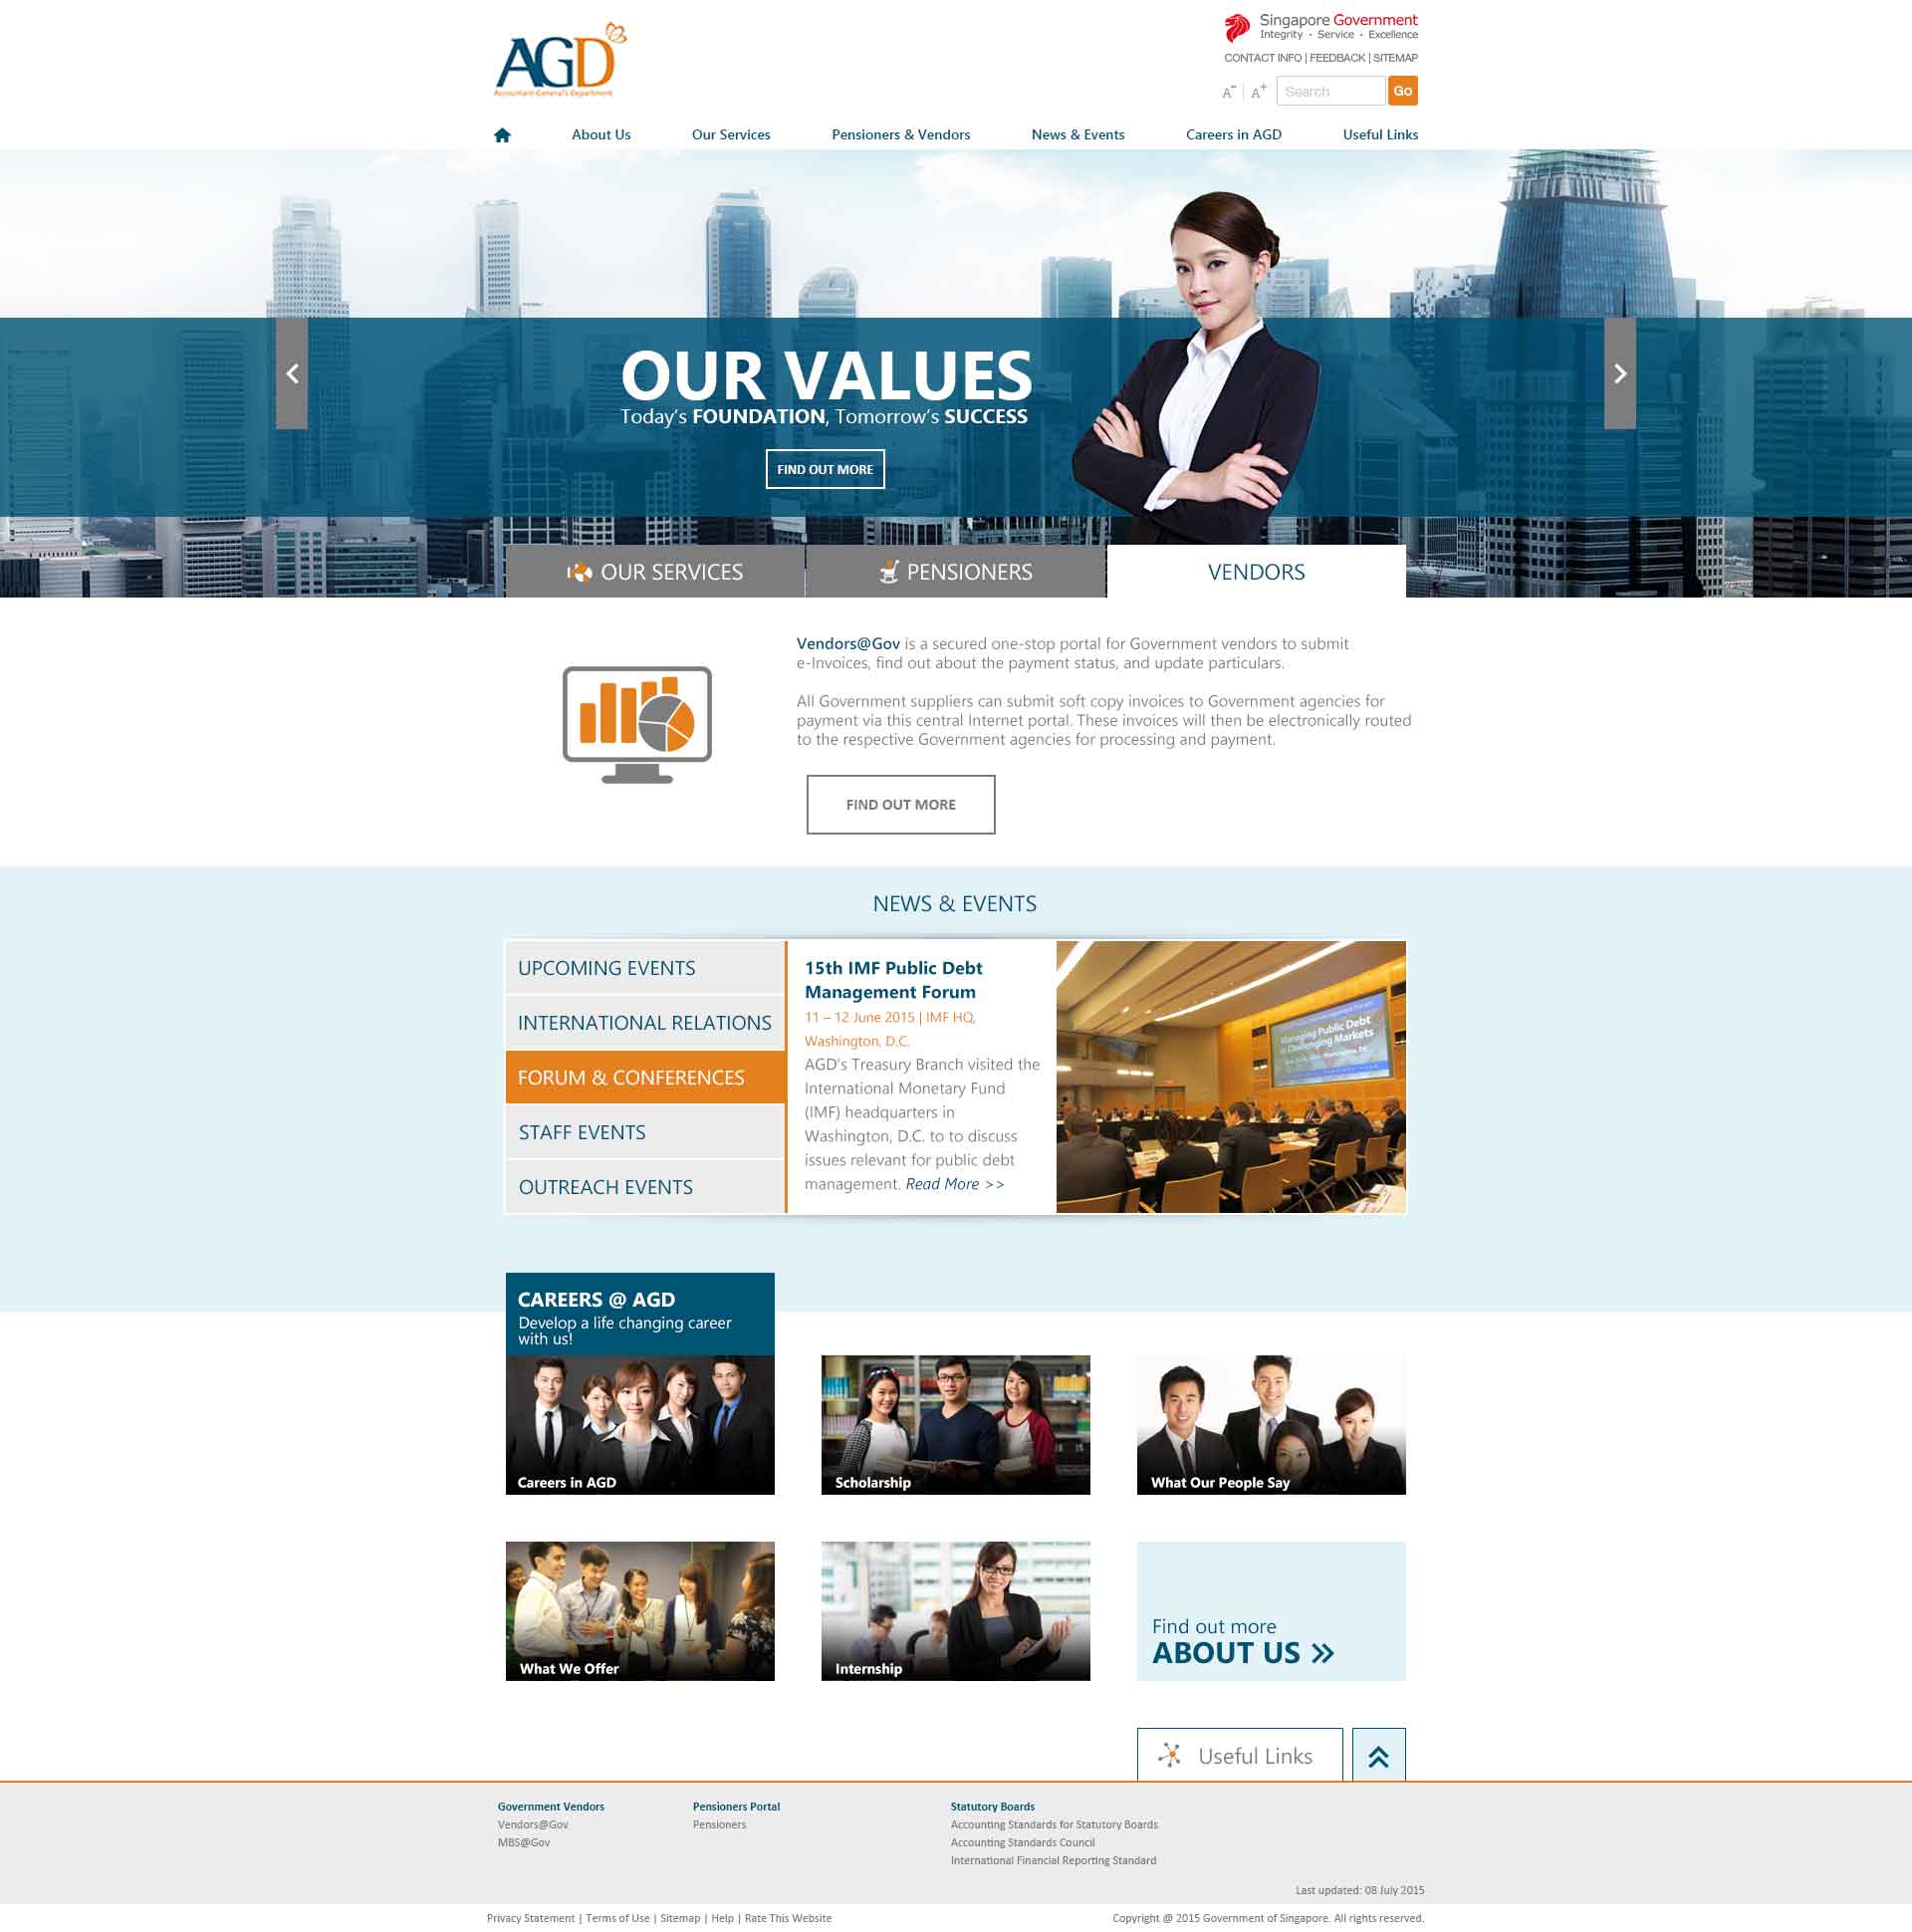 AGD
Accountant-General's Department
Singapore Government
Integrity · Service · Excellence
CONTACT INFO | FEEDBACK | SITEMAP
A- A+ Search Go
About Us Our Services Pensioners & Vendors News & Events Careers in AGD Useful Links
OUR VALUES
Today's FOUNDATION, Tomorrow's SUCCESS
FIND OUT MORE
OUR SERVICES PENSIONERS VENDORS
Vendors@Gov is a secured one-stop portal for Government vendors to submit
e-Invoices, find out about the payment status, and update particulars.
All Government suppliers can submit soft copy invoices to Government agencies for
payment via this central Internet portal. These invoices will then be electronically routed
to the respective Government agencies for processing and payment.
FIND OUT MORE
NEWS & EVENTS
UPCOMING EVENTS
INTERNATIONAL RELATIONS
FORUM & CONFERENCES
STAFF EVENTS
OUTREACH EVENTS
15th IMF Public Debt
Management Forum
11 – 12 June 2015 | IMF HQ,
Washington, D.C.
AGD's Treasury Branch visited the
International Monetary Fund
(IMF) headquarters in
Washington, D.C. to to discuss
issues relevant for public debt
management. Read More >>
Managing Public Debt
in Challenging Markets
CAREERS @ AGD
Develop a life changing career
with us!
Careers in AGD
Scholarship
What Our People Say
What We Offer
Internship
Find out more
ABOUT US >>
Useful Links
Government Vendors
Vendors@Gov
MBS@Gov
Pensioners Portal
Pensioners
Statutory Boards
Accounting Standards for Statutory Boards
Accounting Standards Council
International Financial Reporting Standard
Last updated: 08 July 2015
Privacy Statement | Terms of Use | Sitemap | Help | Rate This Website
Copyright @ 2015 Government of Singapore. All rights reserved.